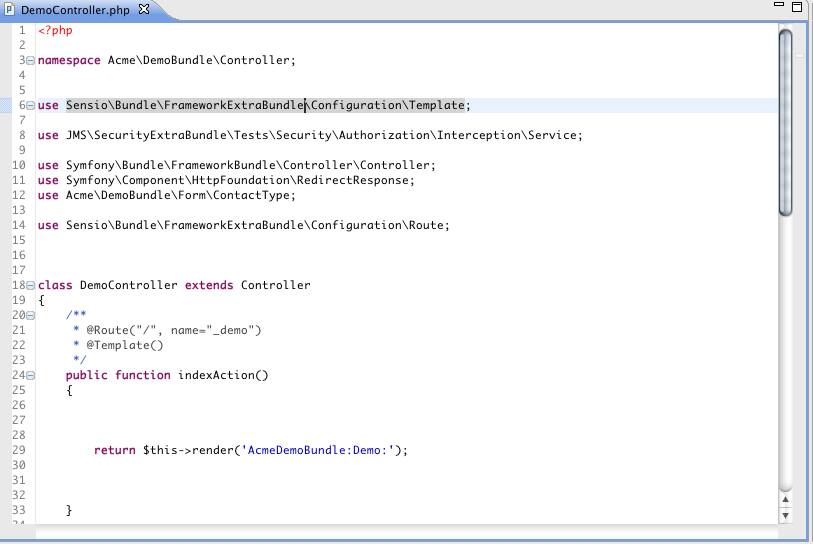 DemoController.php
1 <?php
2
3 namespace Acme\DemoBundle\Controller;
4
5
6 use Sensio\Bundle\FrameworkExtraBundle\Configuration\Template;
7
8 use JMS\SecurityExtraBundle\Tests\Security\Authorization\Interception\Service;
9
10 use Symfony\Bundle\FrameworkBundle\Controller\Controller;
11 use Symfony\Component\HttpFoundation\RedirectResponse;
12 use Acme\DemoBundle\Form\ContactType;
13
14 use Sensio\Bundle\FrameworkExtraBundle\Configuration\Route;
15
16
17
18 class DemoController extends Controller
19 {
20     /**
21      * @Route("/", name="_demo")
22      * @Template()
23      */
24     public function indexAction()
25     {
26
27
28
29         return $this->render('AcmeDemoBundle:Demo:');
30
31
32
33     }